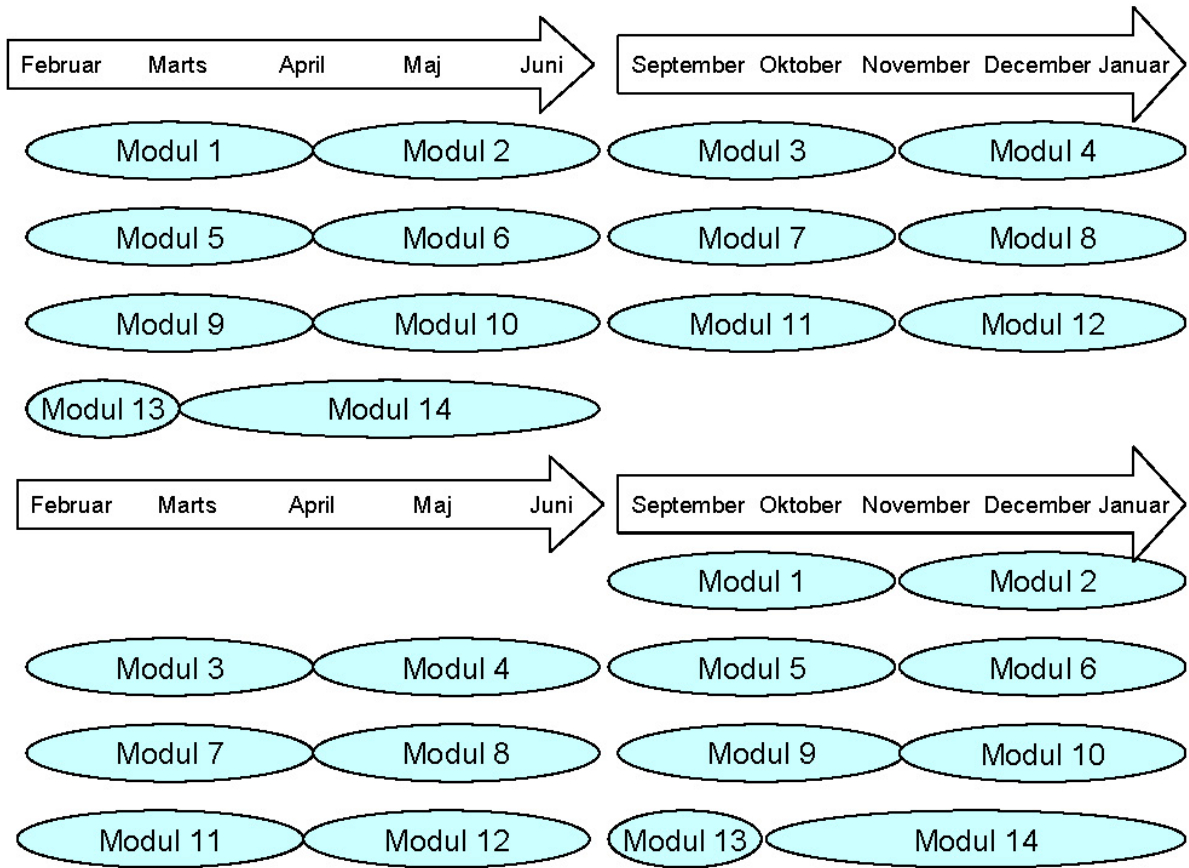 Februar Marts April Maj Juni September Oktober November December Januar
Modul 1 Modul 2 Modul 3 Modul 4
Modul 5 Modul 6 Modul 7 Modul 8
Modul 9 Modul 10 Modul 11 Modul 12
Modul 13 Modul 14
Februar Marts April Maj Juni September Oktober November December Januar
Modul 1 Modul 2
Modul 3 Modul 4 Modul 5 Modul 6
Modul 7 Modul 8 Modul 9 Modul 10
Modul 11 Modul 12 Modul 13 Modul 14